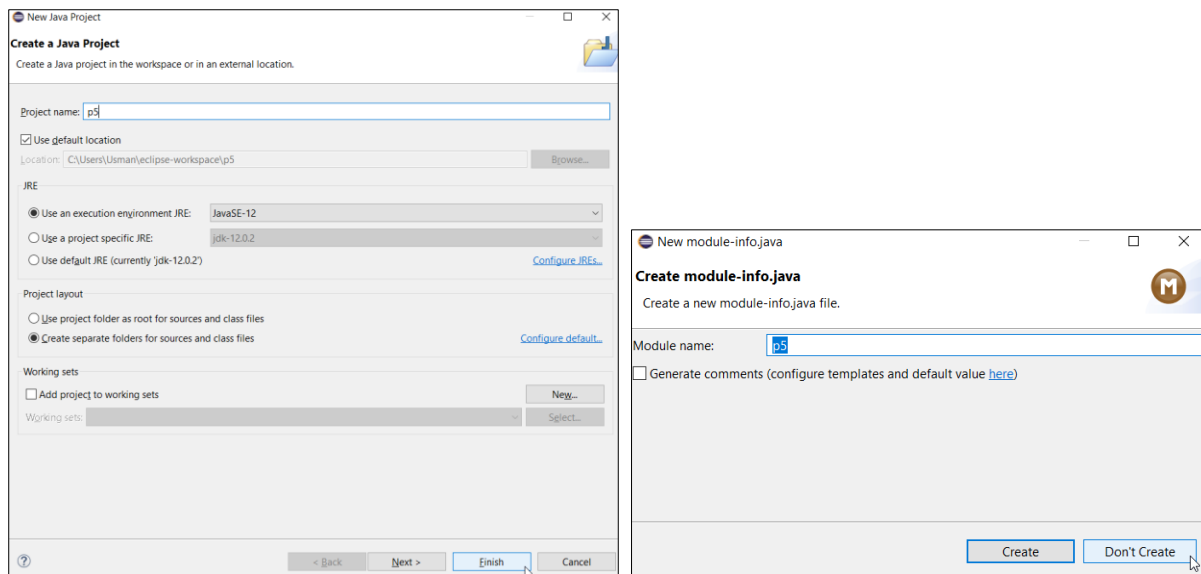 New Java Project
Create a Java Project
Create a Java project in the workspace or in an external location.
Project name: p5
Use default location
Location: C:\Users\Usman\eclipse-workspace\p5 Browse...
JRE
Use an execution environment JRE: JavaSE-12
Use a project specific JRE: jdk-12.0.2
Use default JRE (currently 'jdk-12.0.2') Configure JREs...
Project layout
Use project folder as root for sources and class files
Create separate folders for sources and class files Configure default...
Working sets
Add project to working sets New...
Working sets: Select...
? < Back Next > Finish Cancel
New module-info.java
Create module-info.java
Create a new module-info.java file.
M
Module name: p5
Generate comments (configure templates and default value here)
Create Don't Create